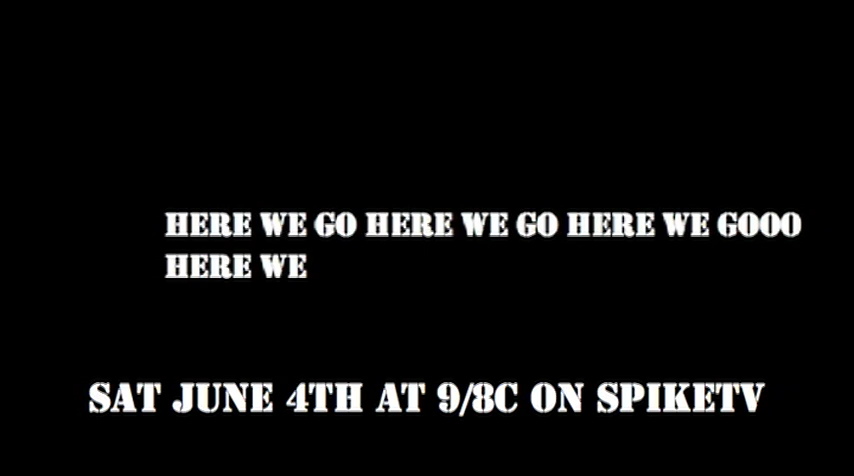 HERE WE GO HERE WE GO HERE WE GOOO
HERE WE
SAT JUNE 4TH AT 9/8C ON SPIKETV